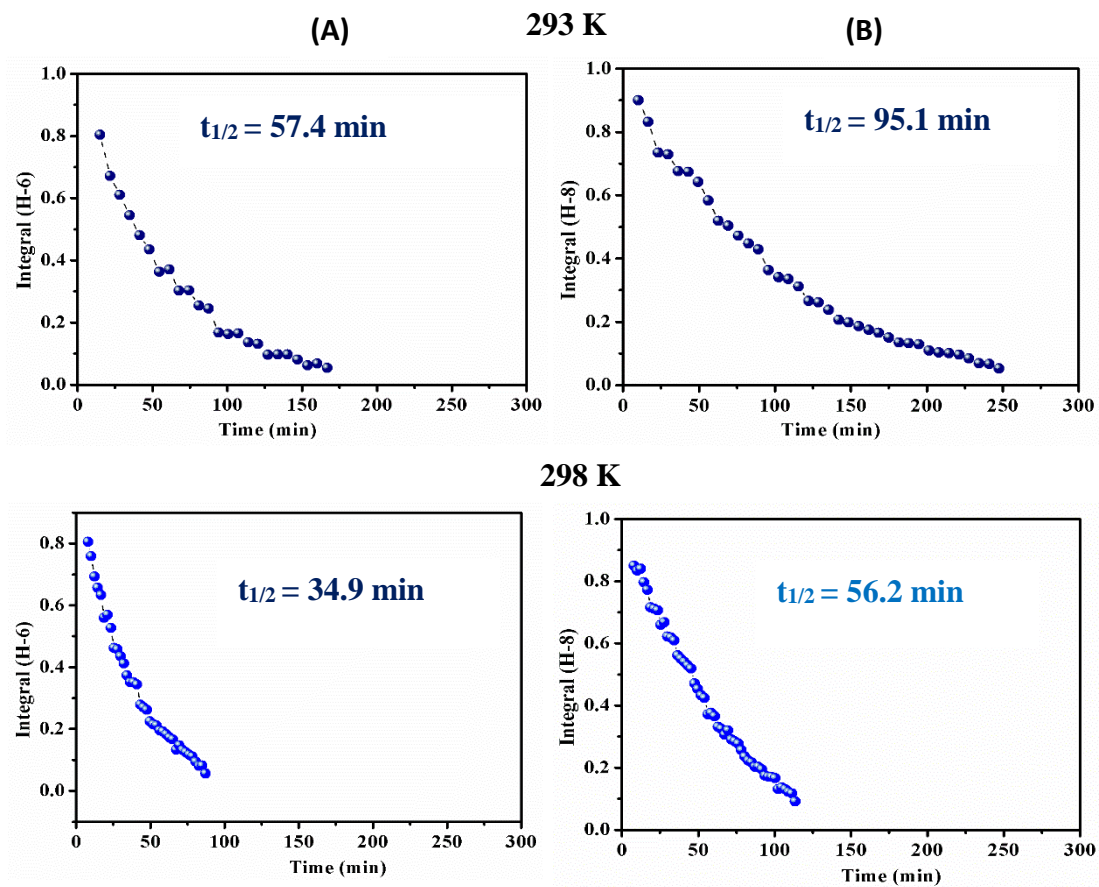 293 K
(A)
(B)
1.0
0.8
0.6
0.4
0.2
0.0
Integral (H-6)
t1/2 = 57.4 min
0 50 100 150 200 250 300
Time (min)
1.0
0.8
0.6
0.4
0.2
0.0
Integral (H-8)
t1/2 = 95.1 min
0 50 100 150 200 250 300
Time (min)
298 K
0.8
0.6
0.4
0.2
0.0
Integral (H-6)
t1/2 = 34.9 min
0 50 100 150 200 250 300
Time (min)
1.0
0.8
0.6
0.4
0.2
0.0
Integral (H-8)
t1/2 = 56.2 min
0 50 100 150 200 250 300
Time (min)